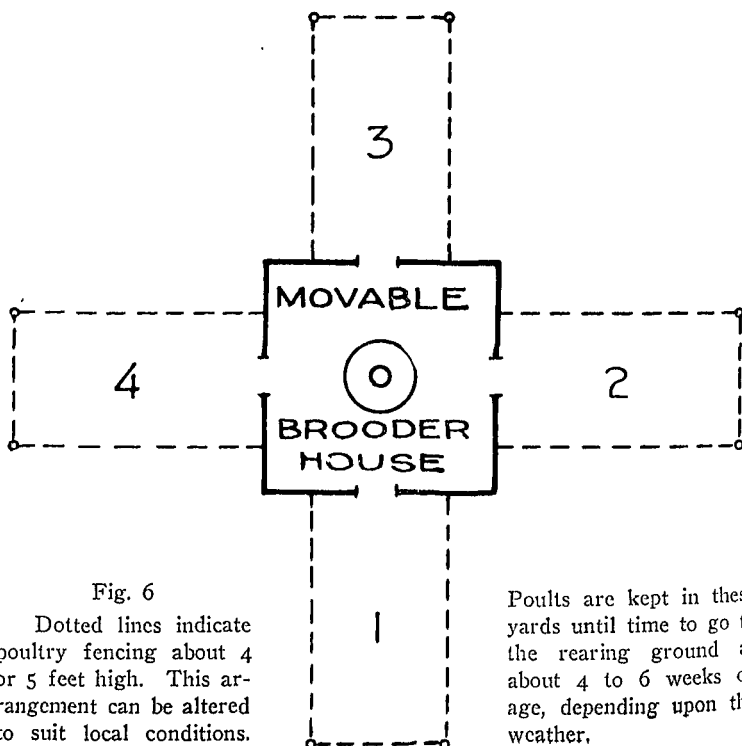 3
MOVABLE
4
2
BROODER
HOUSE
1
Fig. 6
Dotted lines indicate
poultry fencing about 4
or 5 feet high. This ar-
rangement can be altered
to suit local conditions.
Poults are kept in thes
yards until time to go t
the rearing ground a
about 4 to 6 weeks o
age, depending upon th
weather,